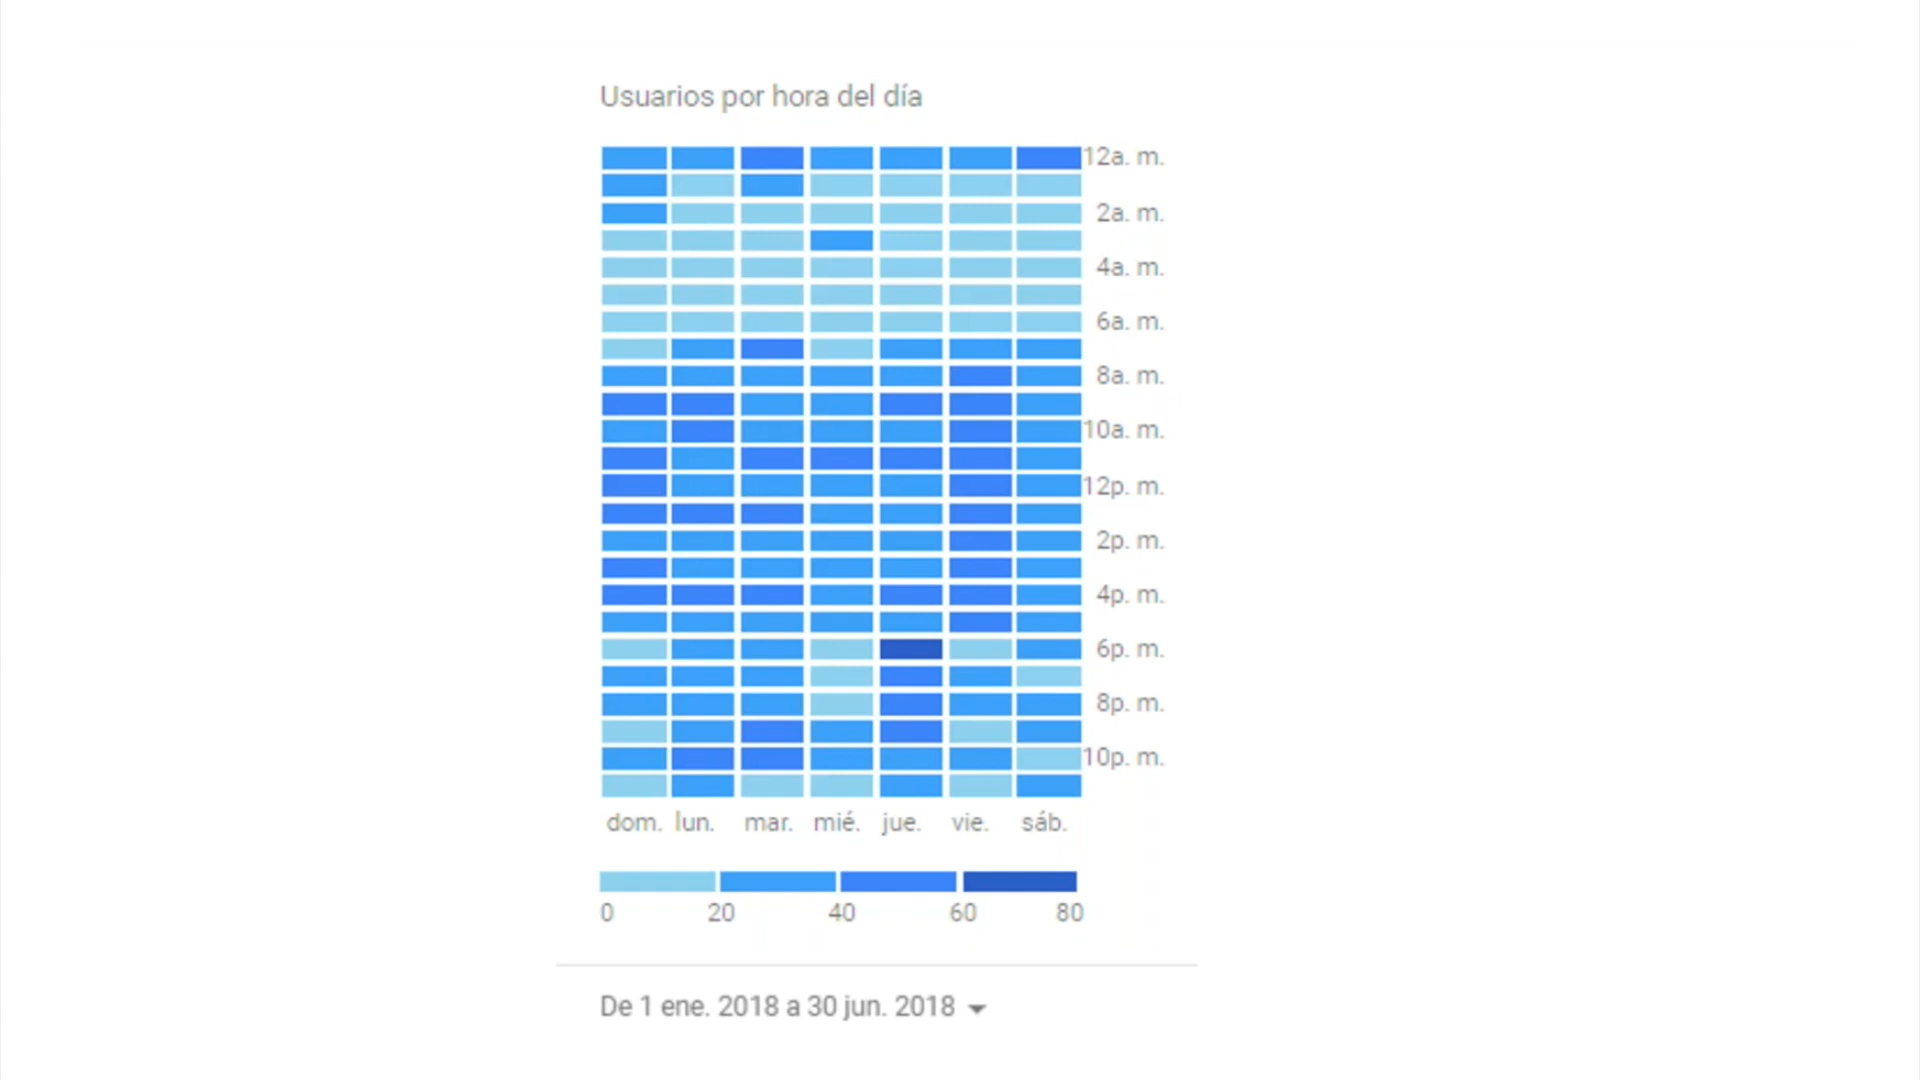 Usuarios por hora del día
12a. m.
2a. m.
4a. m.
6a. m.
8a. m.
10a. m.
12p. m.
2p. m.
4p. m.
6p. m.
8p. m.
10p. m.
dom. lun. mar. mié. jue. vie. sáb.
0 20 40 60 80
De 1 ene. 2018 a 30 jun. 2018